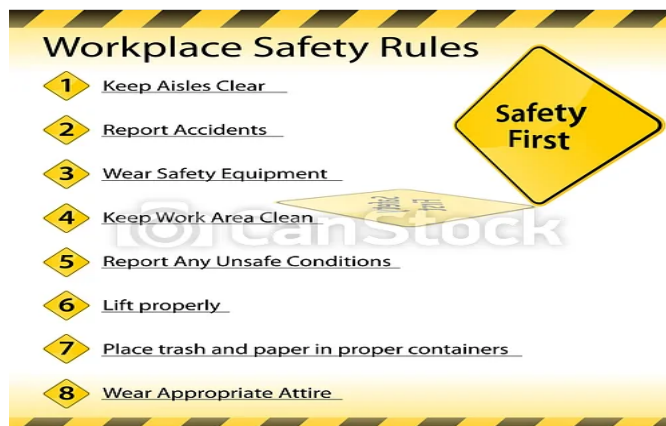 Workplace Safety Rules
1 Keep Aisles Clear
2 Report Accidents
3 Wear Safety Equipment
4 Keep Work Area Clean
5 Report Any Unsafe Conditions
6 Lift properly
7 Place trash and paper in proper containers
8 Wear Appropriate Attire
Safety
First
Safety
First
CanStock